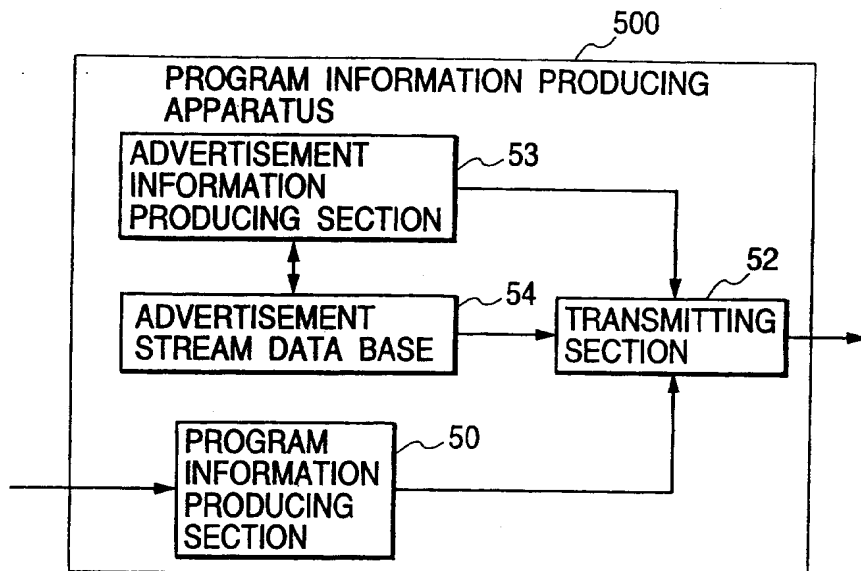 500
PROGRAM INFORMATION PRODUCING
APPARATUS
ADVERTISEMENT
INFORMATION
PRODUCING SECTION
53
ADVERTISEMENT
STREAM DATA BASE
54
TRANSMITTING
SECTION
52
PROGRAM
INFORMATION
PRODUCING
SECTION
50